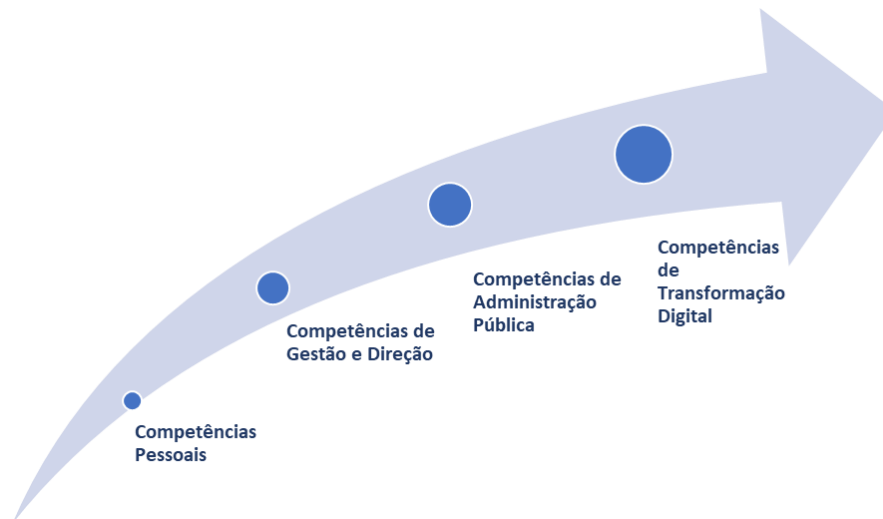 Competências
Pessoais
Competências de
Gestão e Direção
Competências de
Administração
Pública
Competências
de
Transformação
Digital